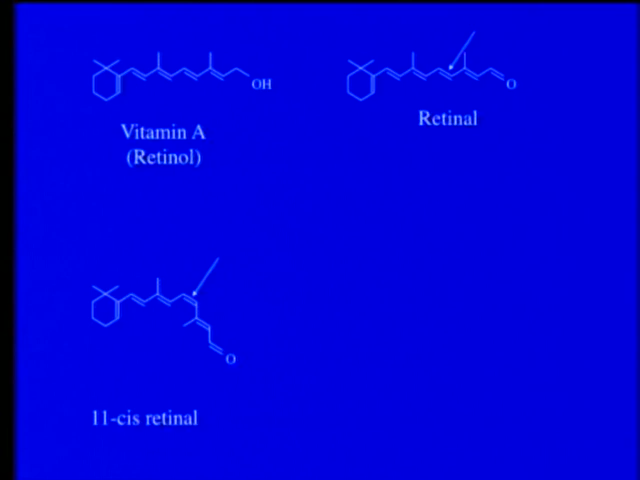 OH
O
Vitamin A
(Retinol)
Retinal
O
11-cis retinal